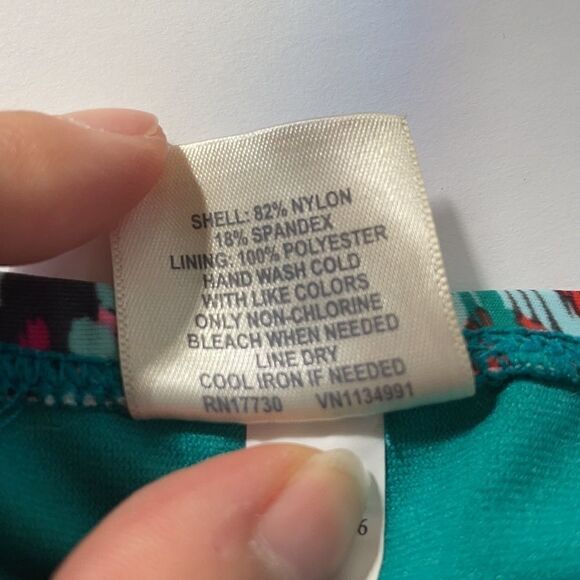 SHELL: 82% NYLON
18% SPANDEX
LINING: 100% POLYESTER
HAND WASH COLD
WITH LIKE COLORS
ONLY NON-CHLORINE
BLEACH WHEN NEEDED
LINE DRY
COOL IRON IF NEEDED
RN17730 VN1134991
6